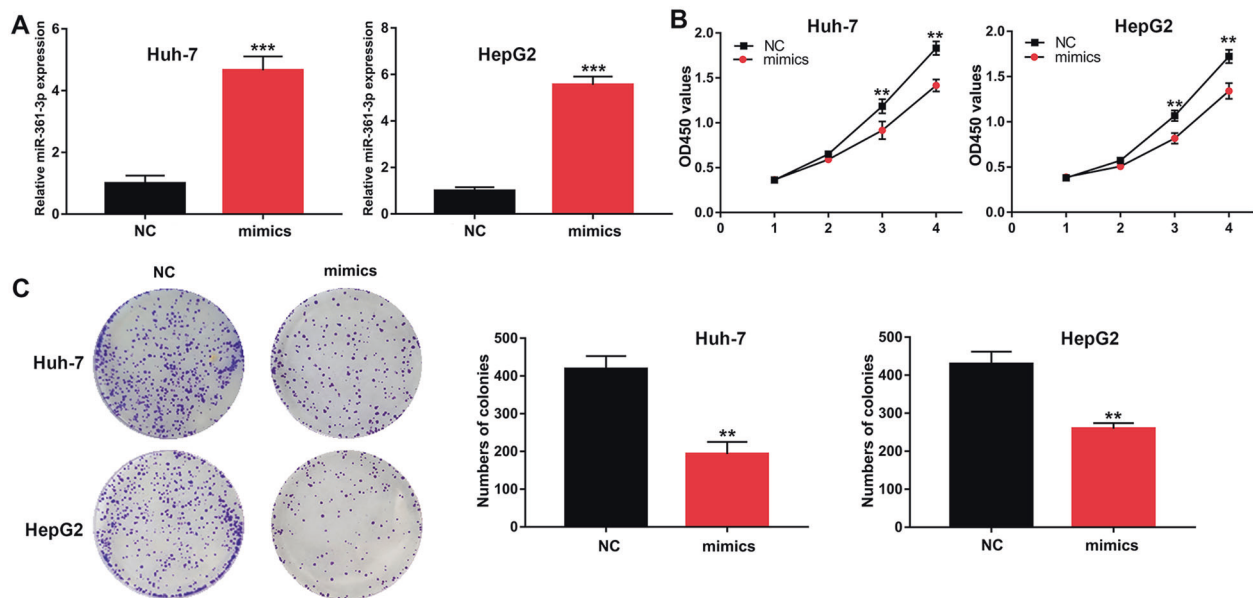 A
Huh-7
Relative miR-361-3p expression
6
4
2
0
***
NC
mimics
HepG2
Relative miR-361-3p expression
8
6
4
2
0
***
NC
mimics
B
Huh-7
OD450 values
2.0
1.5
1.0
0.5
0.0
NC
mimics
**
**
0 1 2 3 4
HepG2
OD450 values
2.0
1.5
1.0
0.5
0.0
NC
mimics
**
**
0 1 2 3 4
C
NC
mimics
Huh-7
HepG2
Huh-7
Numbers of colonies
500
400
300
200
100
0
**
NC
mimics
HepG2
Numbers of colonies
500
400
300
200
100
0
**
NC
mimics